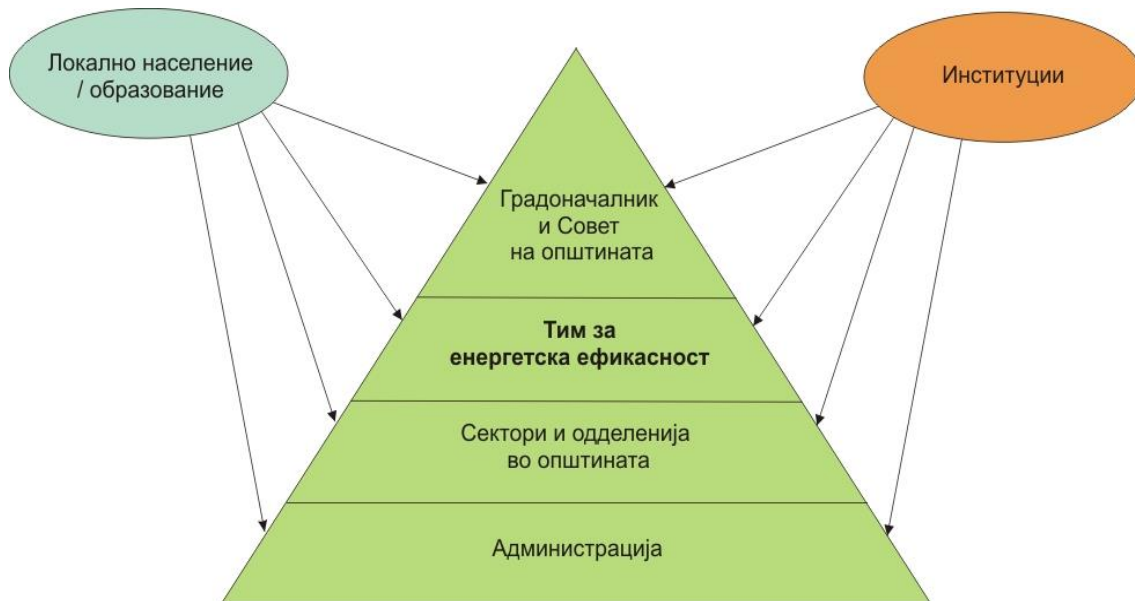 Локално население
/ образование
Институции
Градоначалник
и Совет
на општината
Тим за
енергетска ефикасност
Сектори и одделенија
во општината
Администрација